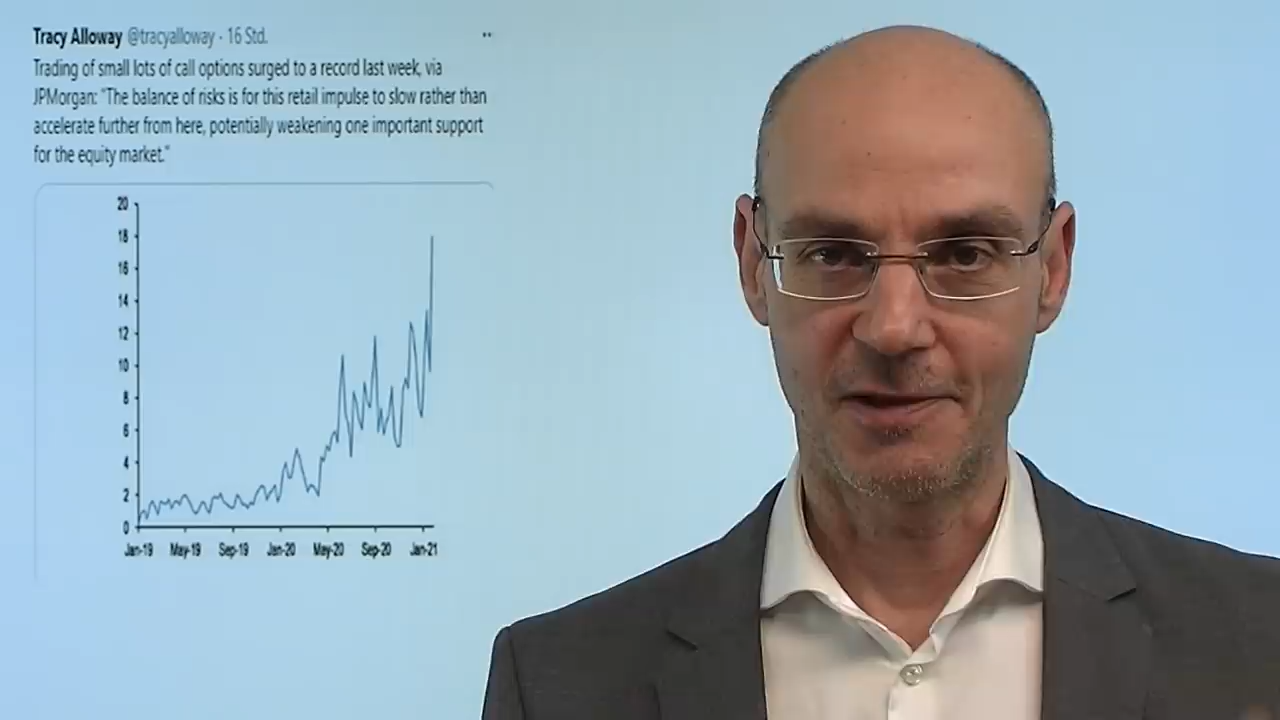 Tracy Alloway @tracyalloway · 16 Std.
Trading of small lots of call options surged to a record last week, via
JPMorgan: "The balance of risks is for this retail impulse to slow rather than
accelerate further from here, potentially weakening one important support
for the equity market."
20
18
16
14
12
10
8
6
4
2
0
Jan-19 May-19 Sep-19 Jan-20 May-20 Sep-20 Jan-21